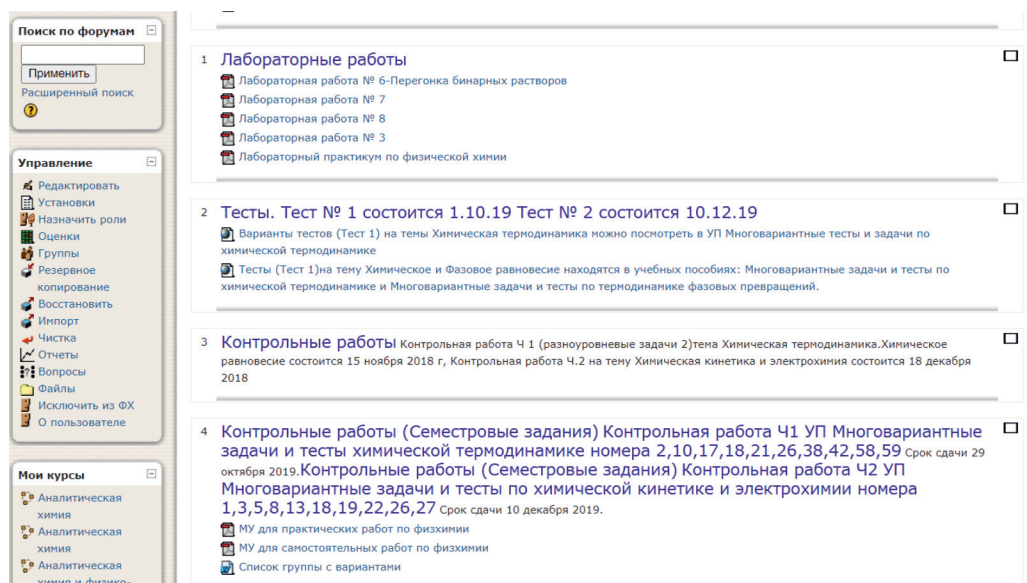 Поиск по форумам
Применить
Расширенный поиск
Управление
Редактировать
Установки
Назначить роли
Оценки
Группы
Резервное
копирование
Восстановить
Импорт
Чистка
Отчеты
Вопросы
Файлы
Исключить из ФХ
О пользователе
Мои курсы
Аналитическая
химия
Аналитическая
химия
Аналитическая
химия и физико-
1 Лабораторные работы
Лабораторная работа № 6-Перегонка бинарных растворов
Лабораторная работа № 7
Лабораторная работа № 8
Лабораторная работа № 3
Лабораторный практикум по физической химии
2 Тесты. Тест № 1 состоится 1.10.19 Тест № 2 состоится 10.12.19
Варианты тестов (Тест 1) на темы Химическая термодинамика можно посмотреть в УП Многовариантные тесты и задачи по
химической термодинамике
Тесты (Тест 1)на тему Химическое и Фазовое равновесие находятся в учебных пособиях: Многовариантные задачи и тесты по
химической термодинамике и Многовариантные задачи и тесты по термодинамике фазовых превращений.
3 Контрольные работы Контрольная работа Ч 1 (разноуровневые задачи 2)тема Химическая термодинамика.Химическое
равновесие состоится 15 ноября 2018 г, Контрольная работа Ч.2 на тему Химическая кинетика и электрохимия состоится 18 декабря
2018
4 Контрольные работы (Семестровые задания) Контрольная работа Ч1 УП Многовариантные
задачи и тесты химической термодинамике номера 2,10,17,18,21,26,38,42,58,59 Срок сдачи 29
октября 2019.Контрольные работы (Семестровые задания) Контрольная работа Ч2 УП
Многовариантные задачи и тесты по химической кинетике и электрохимии номера
1,3,5,8,13,18,19,22,26,27 Срок сдачи 10 декабря 2019.
МУ для практических работ по физхимии
МУ для самостоятельных работ по физхимии
Список группы с вариантами